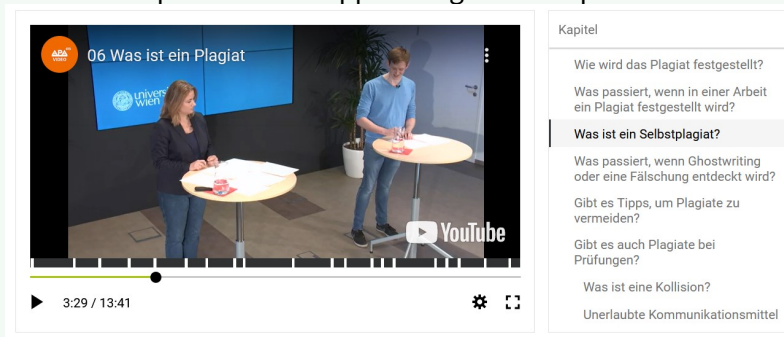 06 Was ist ein Plagiat
APA
VIDEO
universität
wien
YouTube
3:29 / 13:41
Kapitel
Wie wird das Plagiat festgestellt?
Was passiert, wenn in einer Arbeit
ein Plagiat festgestellt wird?
Was ist ein Selbstplagiat?
Was passiert, wenn Ghostwriting
oder eine Fälschung entdeckt wird?
Gibt es Tipps, um Plagiate zu
vermeiden?
Gibt es auch Plagiate bei
Prüfungen?
Was ist eine Kollision?
Unerlaubte Kommunikationsmittel